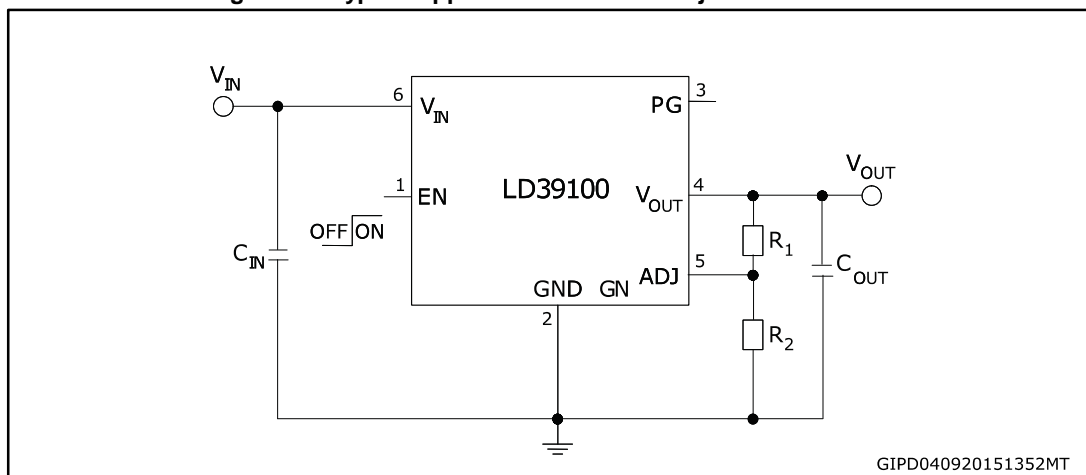 V_IN
6
V_IN
PG
3
1
EN
LD39100
V_OUT
4
V_OUT
OFF ON
C_IN
R_1
ADJ
5
C_OUT
GND GN
2
R_2
GIPD040920151352MT